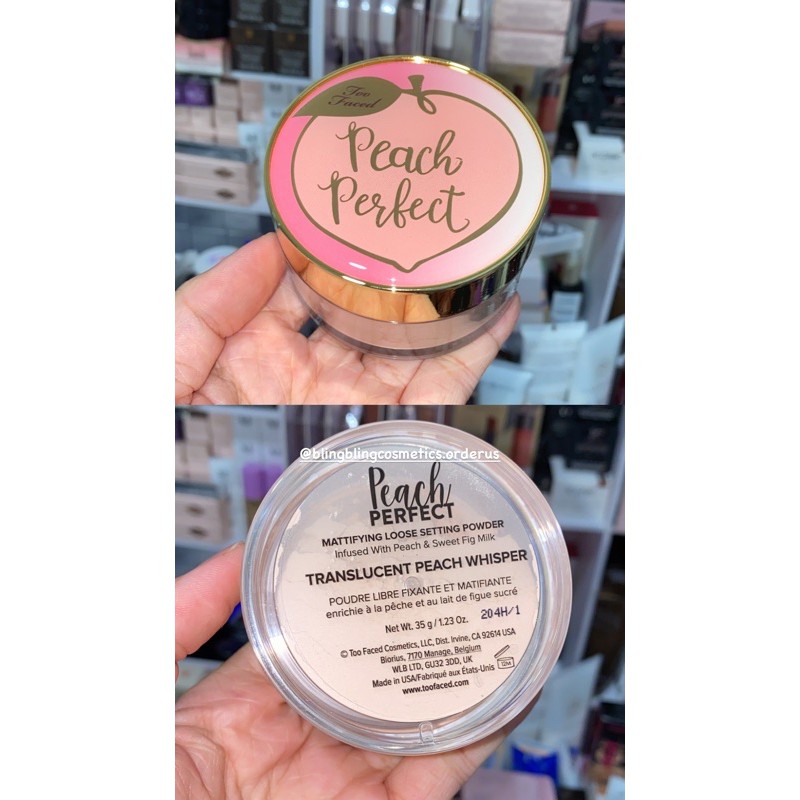 Too
Faced
Peach
Perfect
@blingblingcosmetics.orderus
Peach
PERFECT
MATTIFYING LOOSE SETTING POWDER
Infused With Peach & Sweet Fig Milk
TRANSLUCENT PEACH WHISPER
POUDRE LIBRE FIXANTE ET MATIFIANTE
enrichie à la pêche et au lait de figue sucré
Net Wt. 35 g / 1.23 Oz. 204H/1
© Too Faced Cosmetics, LLC, Dist. Irvine, CA 92614 USA
Biorius, 7170 Manage, Belgium
WLB LTD, GU32 3DD, UK
Made in USA/Fabriqué aux États-Unis 12M
www.toofaced.com